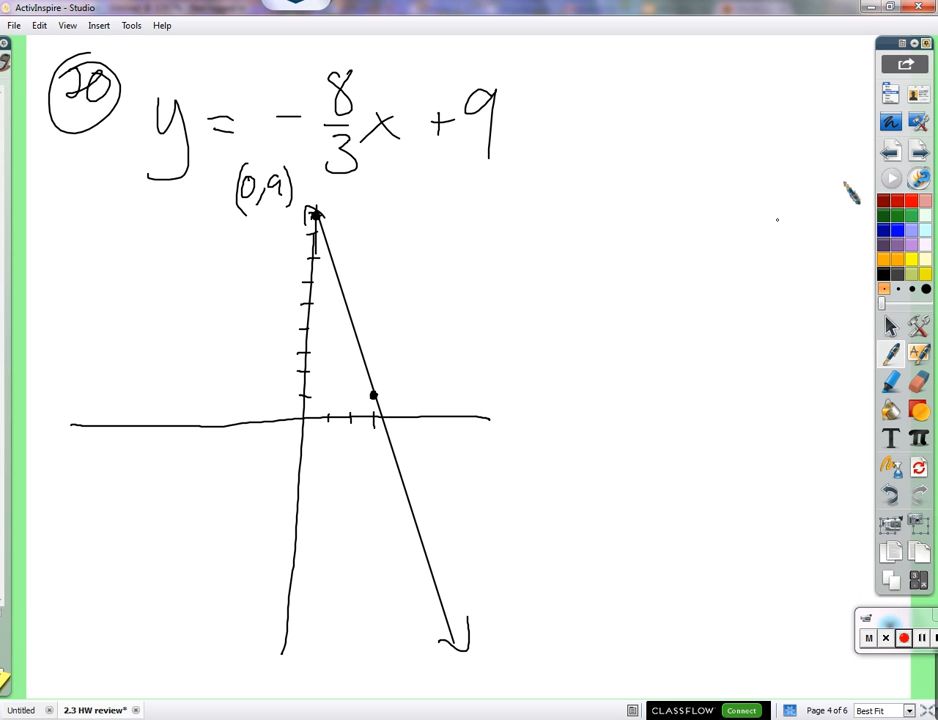 ActivInspire - Studio
File Edit View Insert Tools Help
20
y = - 8/3 x + 9
(0,9)
M
T π
Untitled 2.3 HW review* CLASSFLOW Connect Page 4 of 6 Best Fit